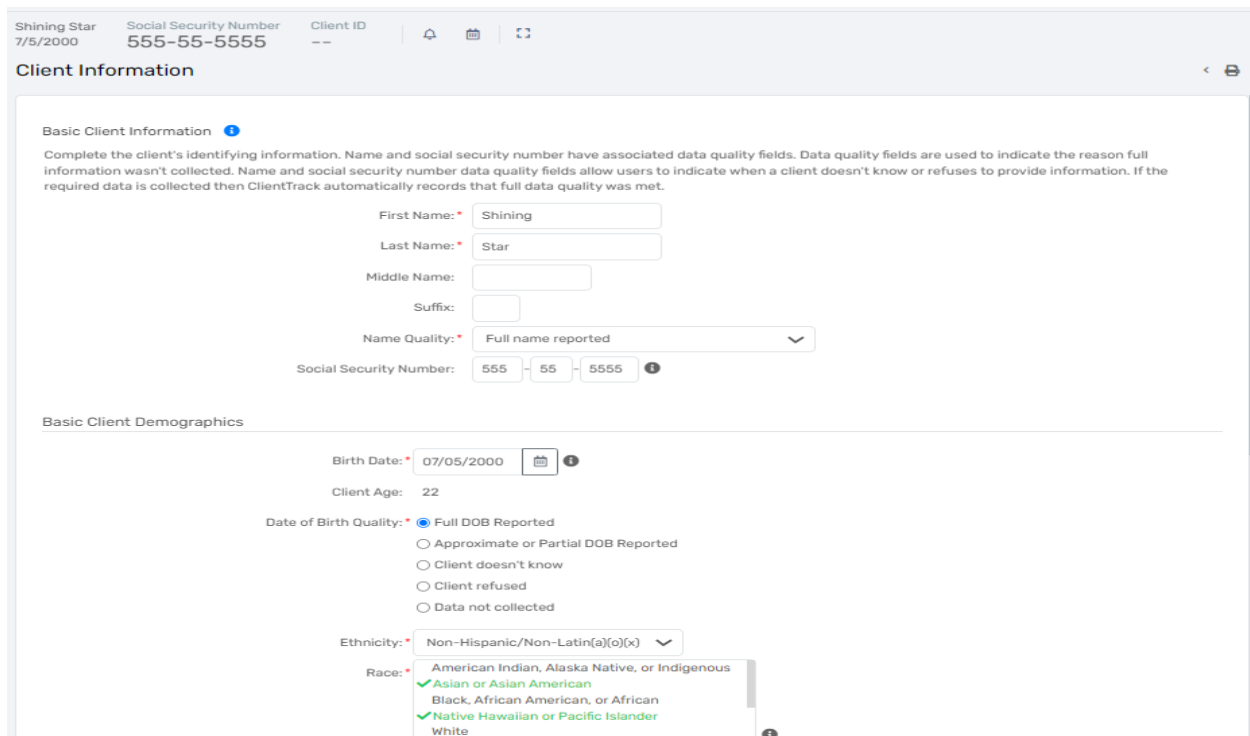 Shining Star Social Security Number Client ID
7/5/2000 555-55-5555 --
Client Information
Basic Client Information
Complete the client's identifying information. Name and social security number have associated data quality fields. Data quality fields are used to indicate the reason full
information wasn't collected. Name and social security number data quality fields allow users to indicate when a client doesn't know or refuses to provide information. If the
required data is collected then ClientTrack automatically records that full data quality was met.
First Name:* Shining
Last Name:* Star
Middle Name:
Suffix:
Name Quality:* Full name reported
Social Security Number: 555 - 55 - 5555
Basic Client Demographics
Birth Date:* 07/05/2000
Client Age: 22
Date of Birth Quality:* Full DOB Reported
Approximate or Partial DOB Reported
Client doesn't know
Client refused
Data not collected
Ethnicity:* Non-Hispanic/Non-Latin(a)(o)(x)
Race:* American Indian, Alaska Native, or Indigenous
Asian or Asian American
Black, African American, or African
Native Hawaiian or Pacific Islander
White